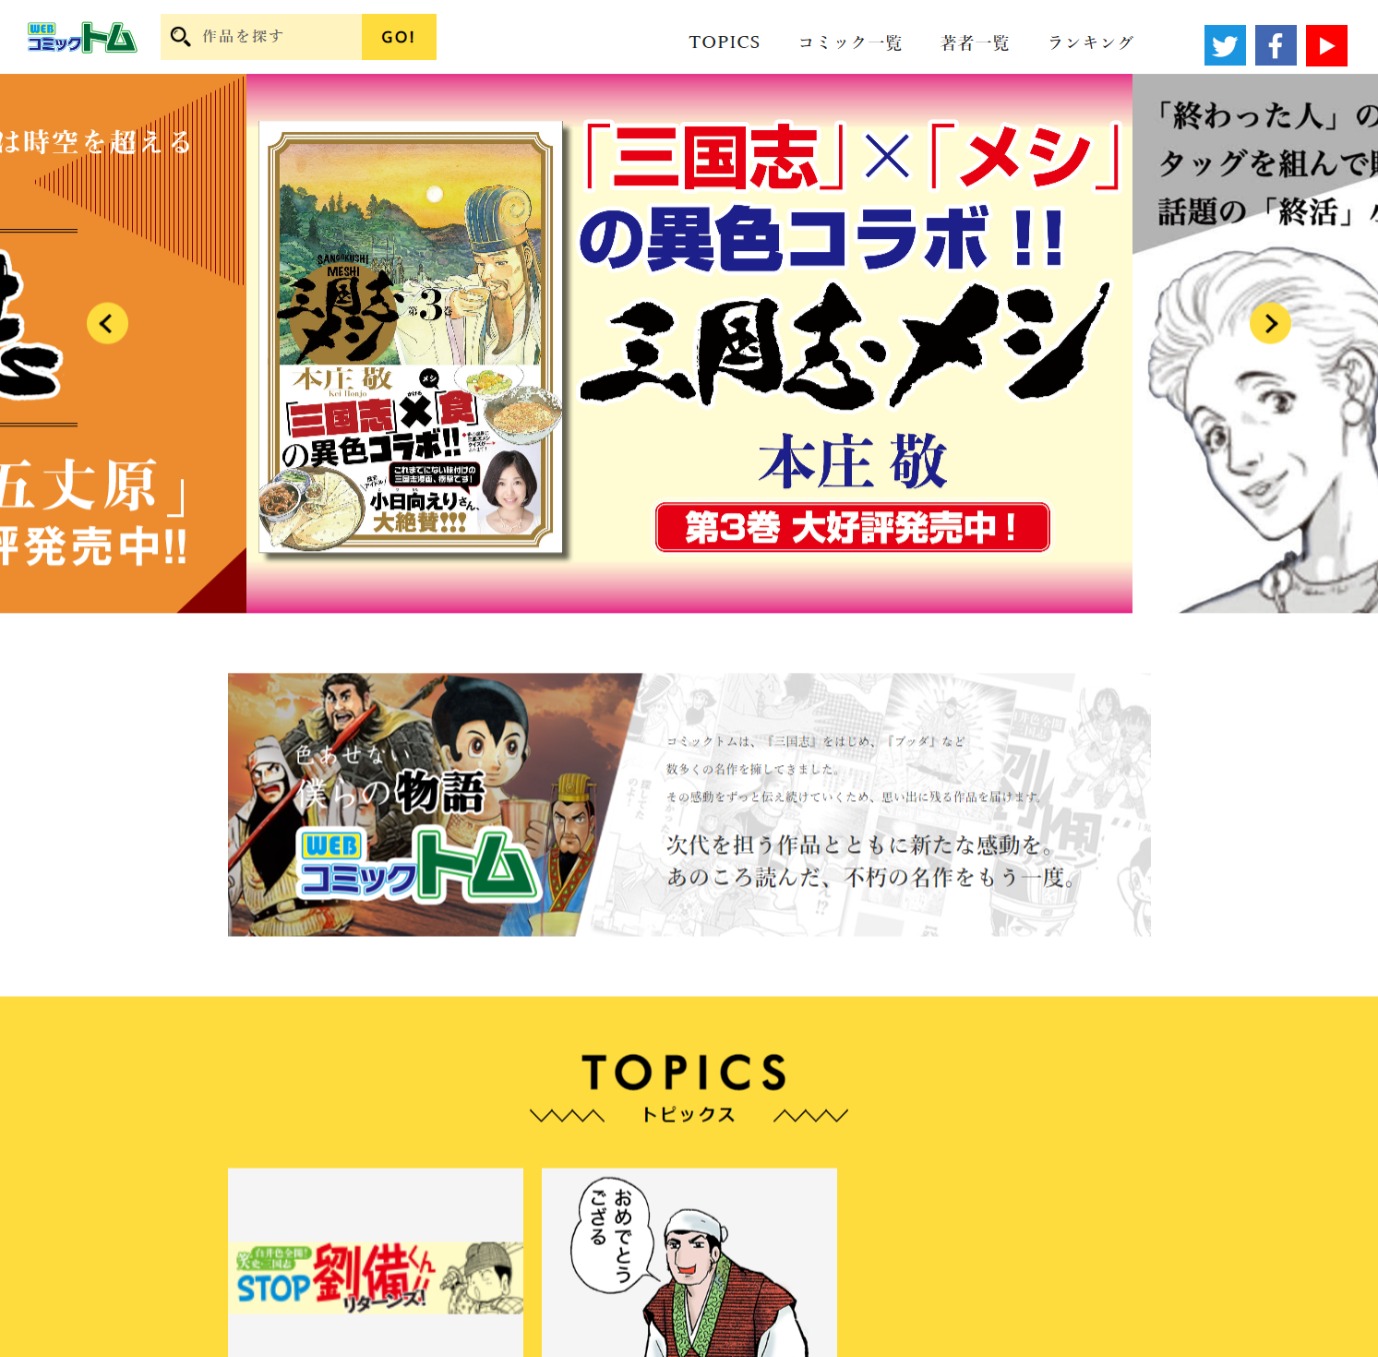 WEB
コミックトム
作品を探す
GO!
TOPICS
コミック一覧
著者一覧
ランキング
は時空を超える
五丈原」
評発売中!!
「三国志」×「メシ」
の異色コラボ!!
三国志メシ
本庄 敬
第3巻 大好評発売中!
SANGOKUSHI
MESHI
三国志
メシ
第3巻
本庄 敬
Kei Honjo
メシ
「三国志」×「食」
の異色コラボ!!
これまでにない味付けの
三国志漫画、衝撃です!
小日向えりさん、
大絶賛!!!
「終わった人」の
タッグを組んで
話題の「終活」
色あせない
僕らの物語
WEB
コミックトム
コミックトムは、『三国志』をはじめ、『ブッダ』など
数多くの名作を擁してきました。
その感動をずっと伝え続けていくため、思い出に残る作品を届けます。
次代を担う作品とともに新たな感動を。
あのころ読んだ、不朽の名作をもう一度。
TOPICS
トピックス
STOP劉備くん!!
リターンズ!
おめでとう
ござる